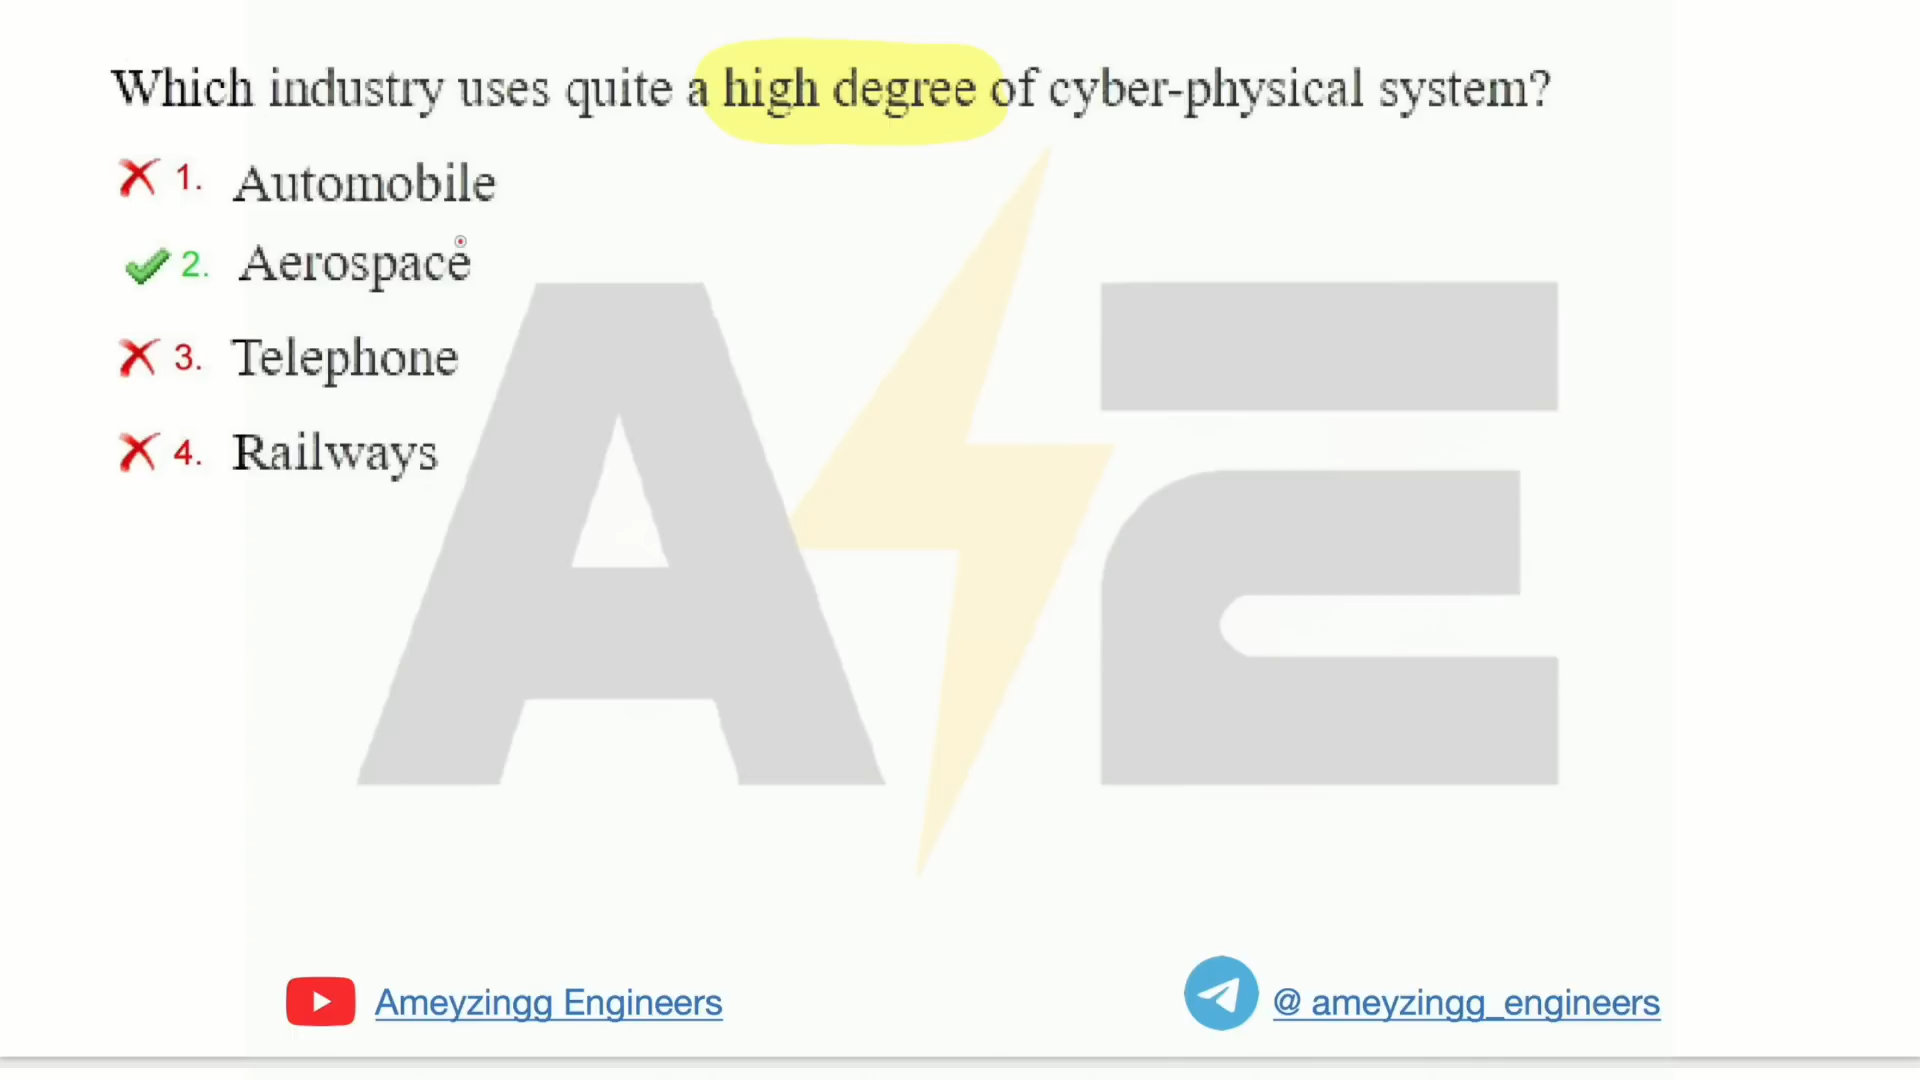 Which industry uses quite a high degree of cyber-physical system?
1. Automobile
2. Aerospace
3. Telephone
4. Railways
AE
Ameyzingg Engineers
@ ameyzingg_engineers